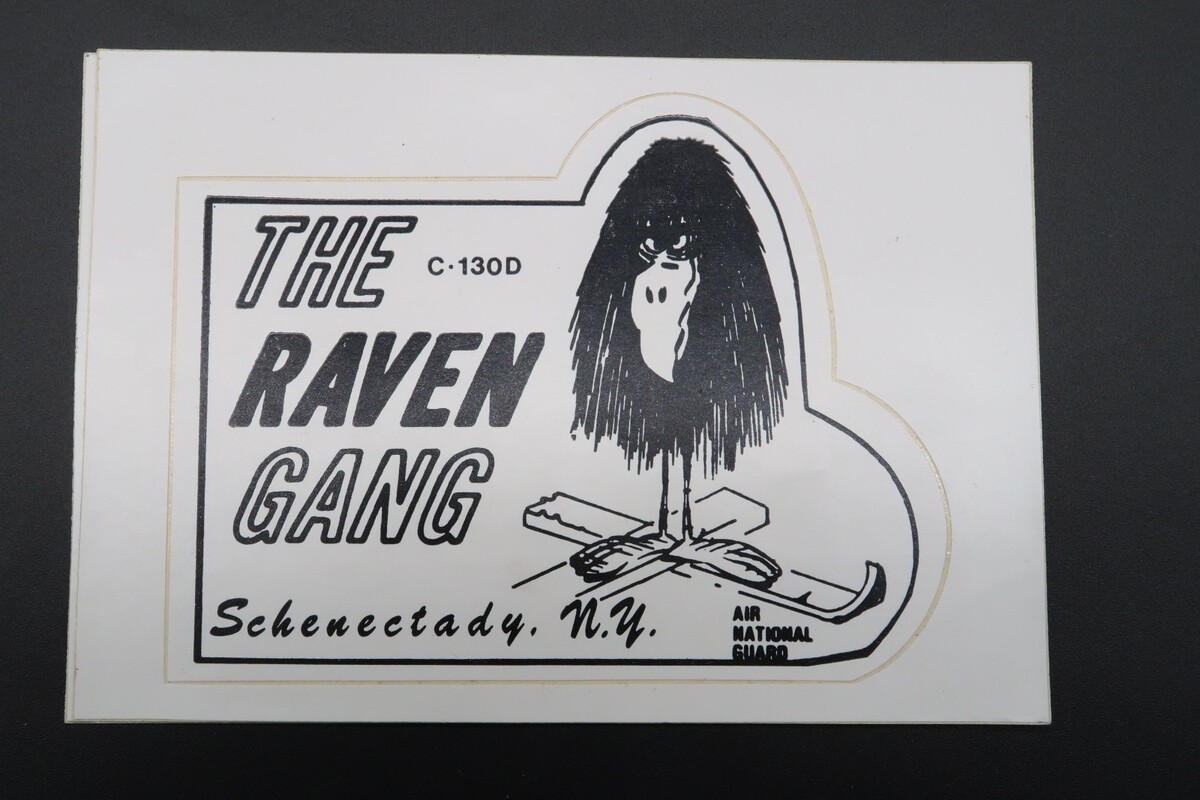 THE
C·130D
RAVEN
GANG
Schenectady, N.Y.
AIR
NATIONAL
GUARD